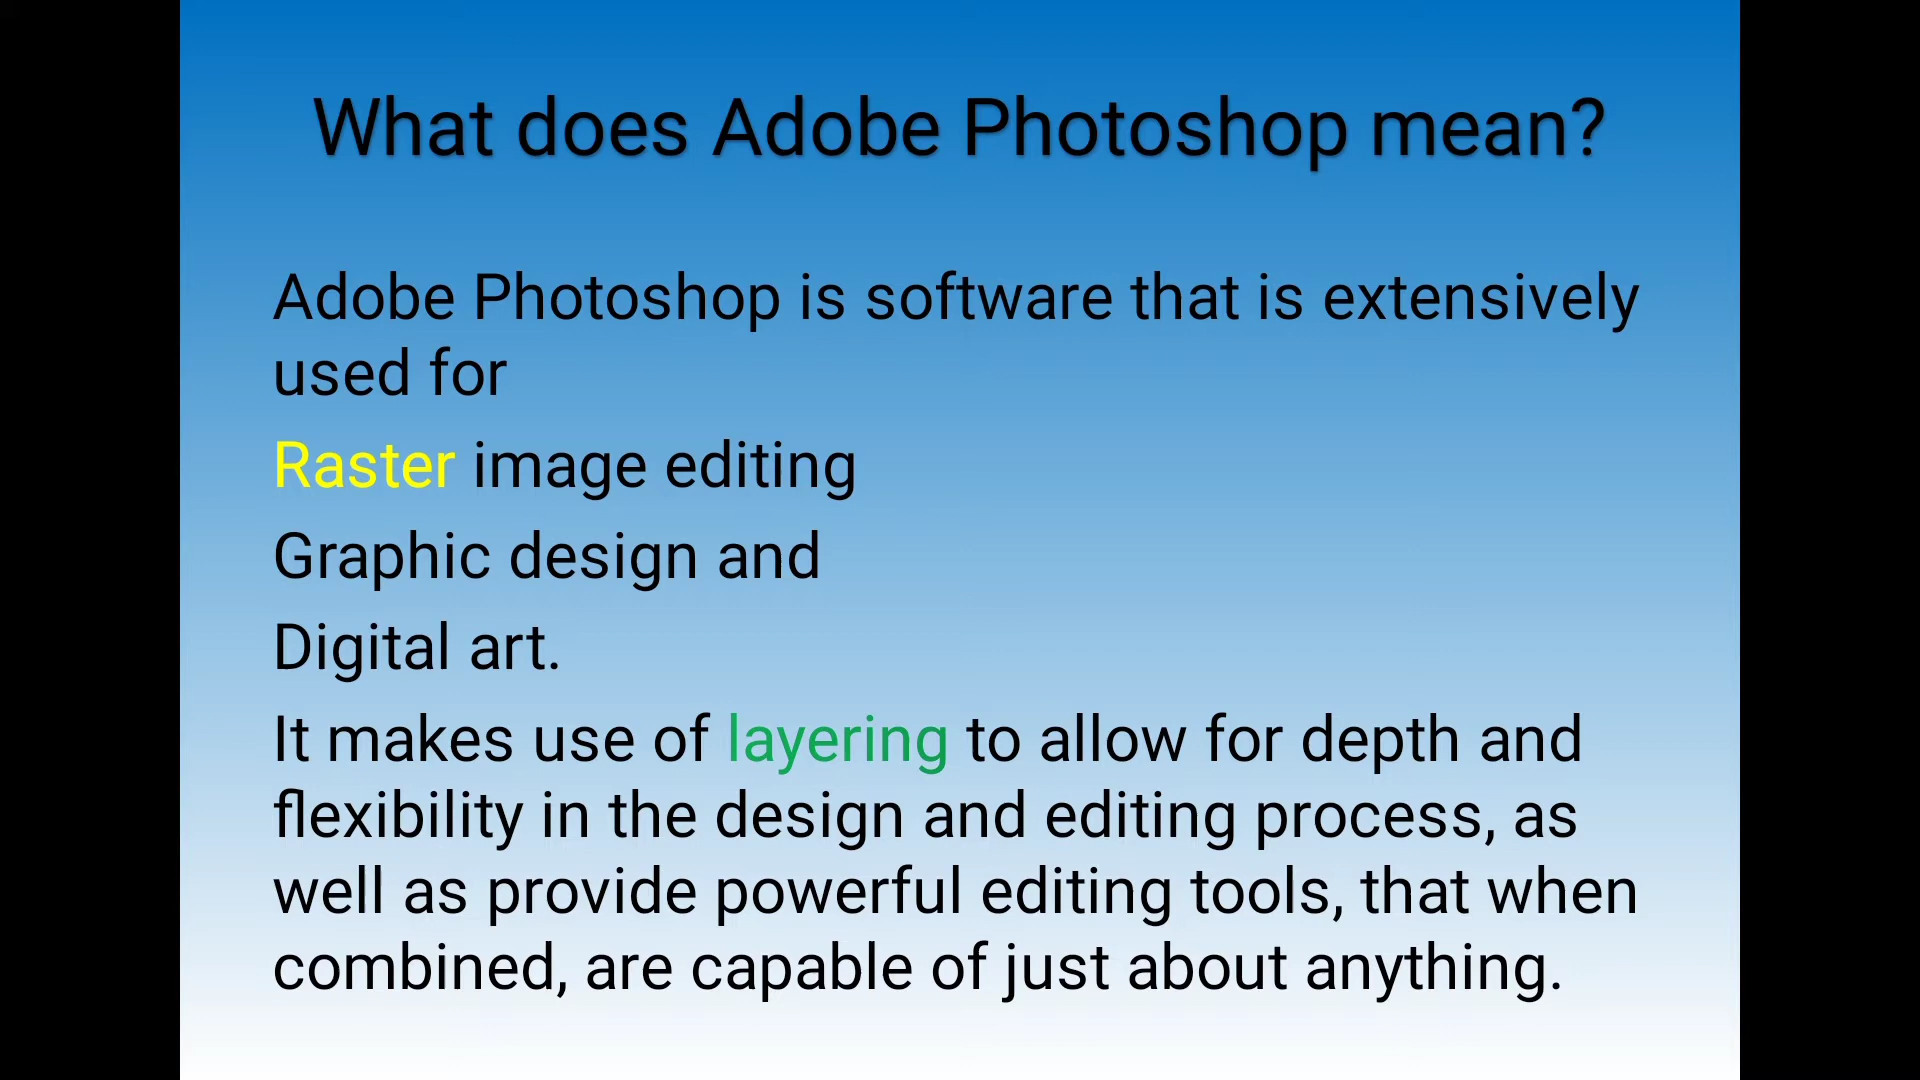 What does Adobe Photoshop mean?
Adobe Photoshop is software that is extensively
used for
Raster image editing
Graphic design and
Digital art.
It makes use of layering to allow for depth and
flexibility in the design and editing process, as
well as provide powerful editing tools, that when
combined, are capable of just about anything.